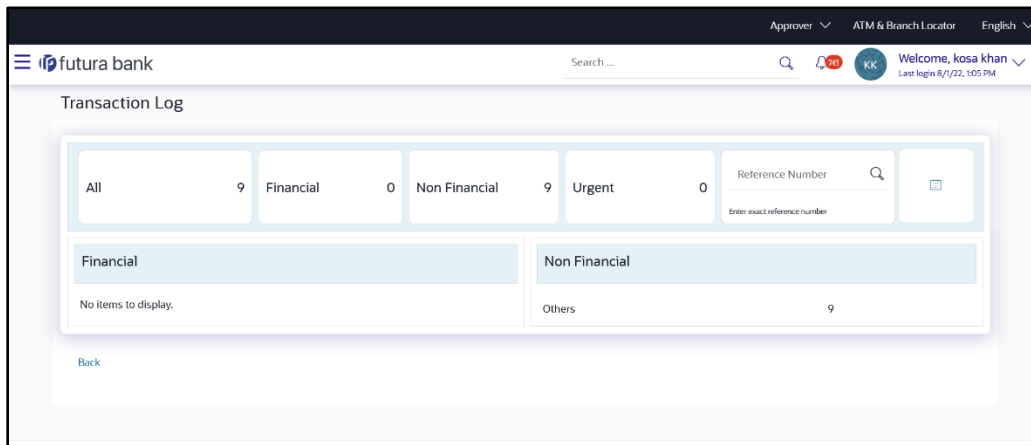 Approver ATM & Branch Locator English
futura bank Search ... 743 KK Welcome, kosa khan
Last login 8/1/22, 1:05 PM
Transaction Log
All 9 Financial 0 Non Financial 9 Urgent 0 Reference Number
Enter exact reference number
Financial Non Financial
No items to display. Others 9
Back